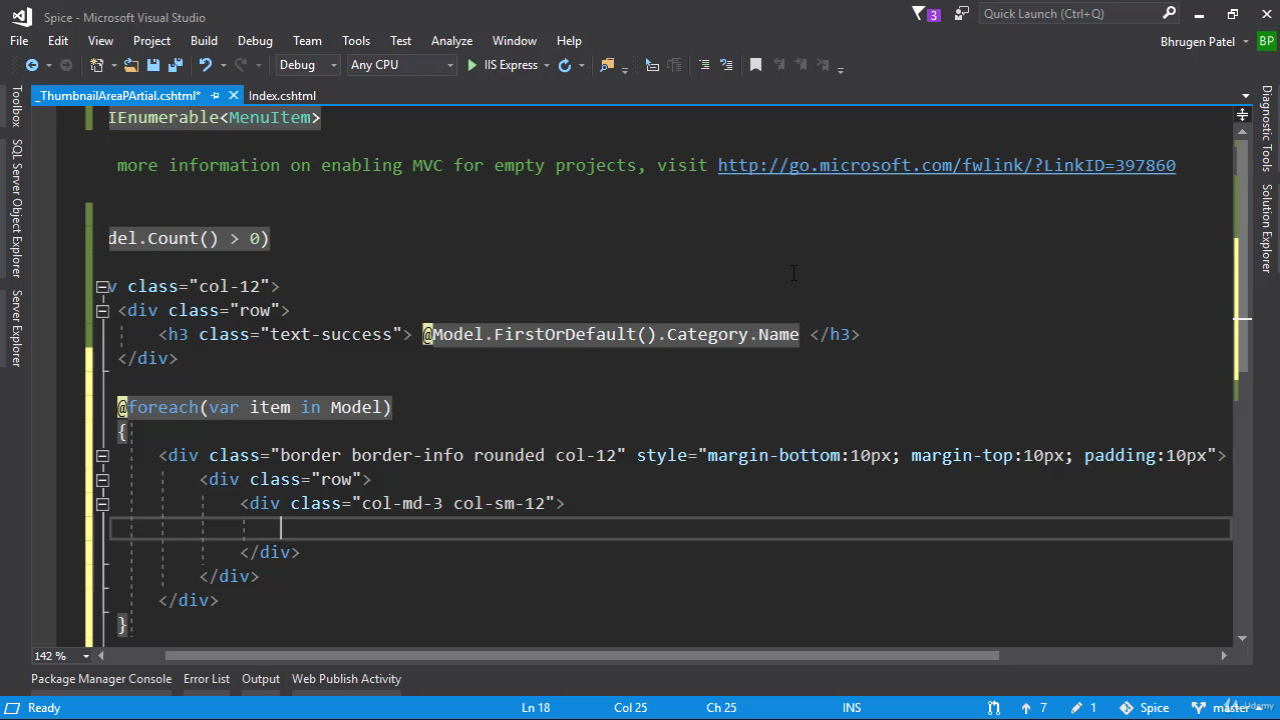 Spice - Microsoft Visual Studio
3
Quick Launch (Ctrl+Q)
File Edit View Project Build Debug Team Tools Test Analyze Window Help
Bhrugen Patel BP
Debug Any CPU IIS Express
_ThumbnailAreaPArtial.cshtml* Index.cshtml
Toolbox
SQL Server Object Explorer
Server Explorer
Diagnostic Tools
Solution Explorer
IEnumerable<MenuItem>
more information on enabling MVC for empty projects, visit http://go.microsoft.com/fwlink/?LinkID=397860
del.Count() > 0)
v class="col-12">
<div class="row">
<h3 class="text-success"> @Model.FirstOrDefault().Category.Name </h3>
</div>
@foreach(var item in Model)
{
<div class="border border-info rounded col-12" style="margin-bottom:10px; margin-top:10px; padding:10px">
<div class="row">
<div class="col-md-3 col-sm-12">
</div>
</div>
</div>
}
142 %
Package Manager Console Error List Output Web Publish Activity
Ready Ln 18 Col 25 Ch 25 INS 7 1 Spice master
Udemy